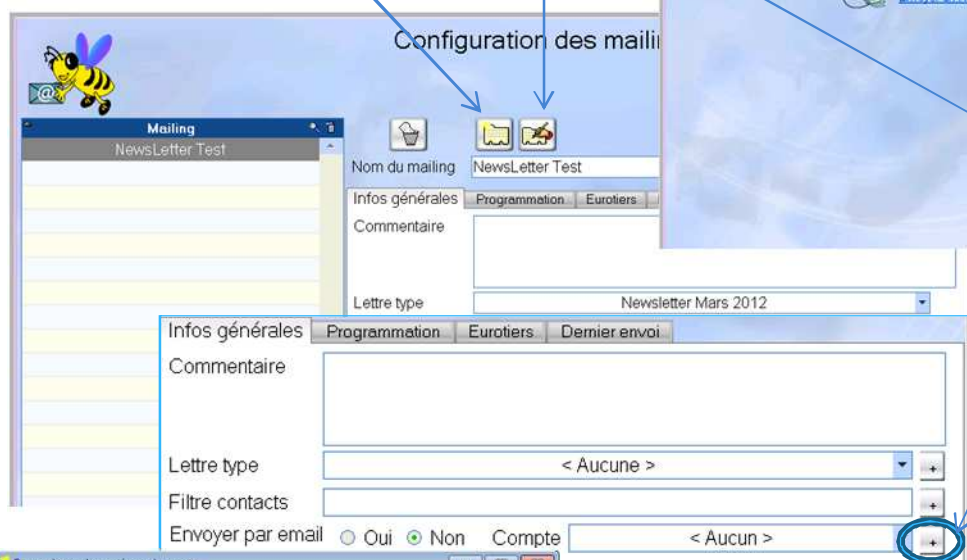 Configuration des maili
Mailing
NewsLetter Test
Nom du mailing NewsLetter Test
Infos générales Programmation Eurotiers
Commentaire
Lettre type Newsletter Mars 2012
Infos générales Programmation Eurotiers Dernier envoi
Commentaire
Lettre type < Aucune > +
Filtre contacts +
Envoyer par email Oui Non Compte < Aucun > +